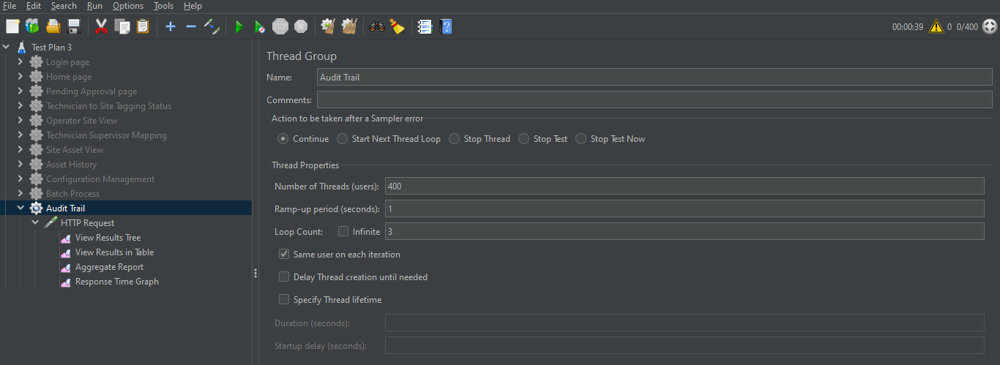 File Edit Search Run Options Tools Help
STOP 00:00:39 0 0/400
Test Plan 3
Login page
Home page
Pending Approval page
Technician to Site Tagging Status
Operator Site View
Technician Supervisor Mapping
Site Asset View
Asset History
Configuration Management
Batch Process
Audit Trail
HTTP Request
View Results Tree
View Results in Table
Aggregate Report
Response Time Graph
Thread Group
Name: Audit Trail
Comments:
Action to be taken after a Sampler error
Continue Start Next Thread Loop Stop Thread Stop Test Stop Test Now
Thread Properties
Number of Threads (users): 400
Ramp-up period (seconds): 1
Loop Count: Infinite 3
Same user on each iteration
Delay Thread creation until needed
Specify Thread lifetime
Duration (seconds):
Startup delay (seconds):